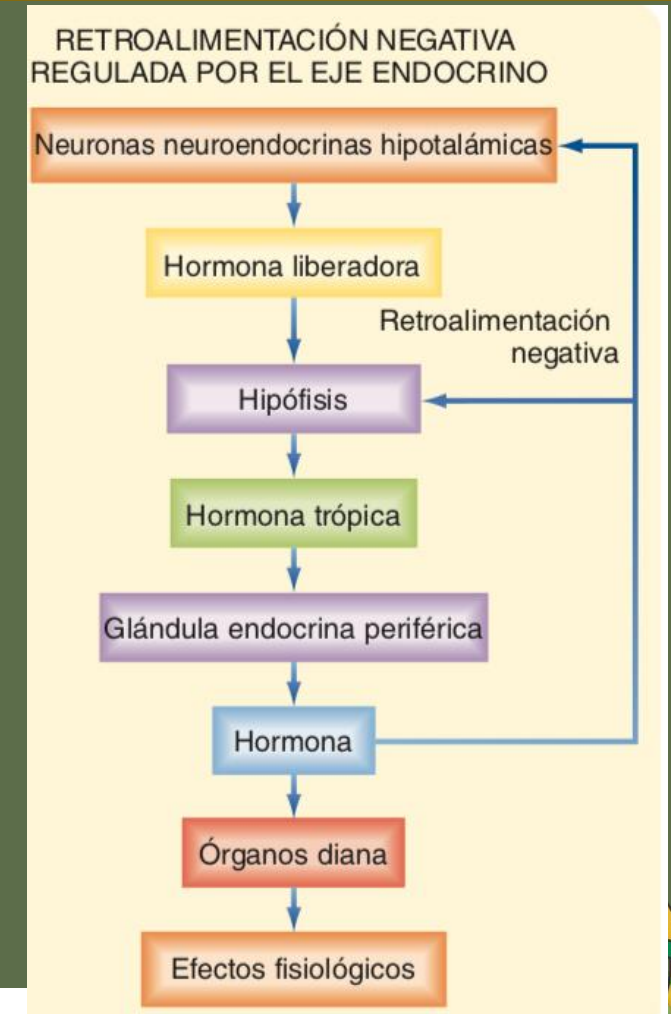 RETROALIMENTACIÓN NEGATIVA
REGULADA POR EL EJE ENDOCRINO
Neuronas neuroendocrinas hipotalámicas
Hormona liberadora
Retroalimentación
negativa
Hipófisis
Hormona trópica
Glándula endocrina periférica
Hormona
Órganos diana
Efectos fisiológicos